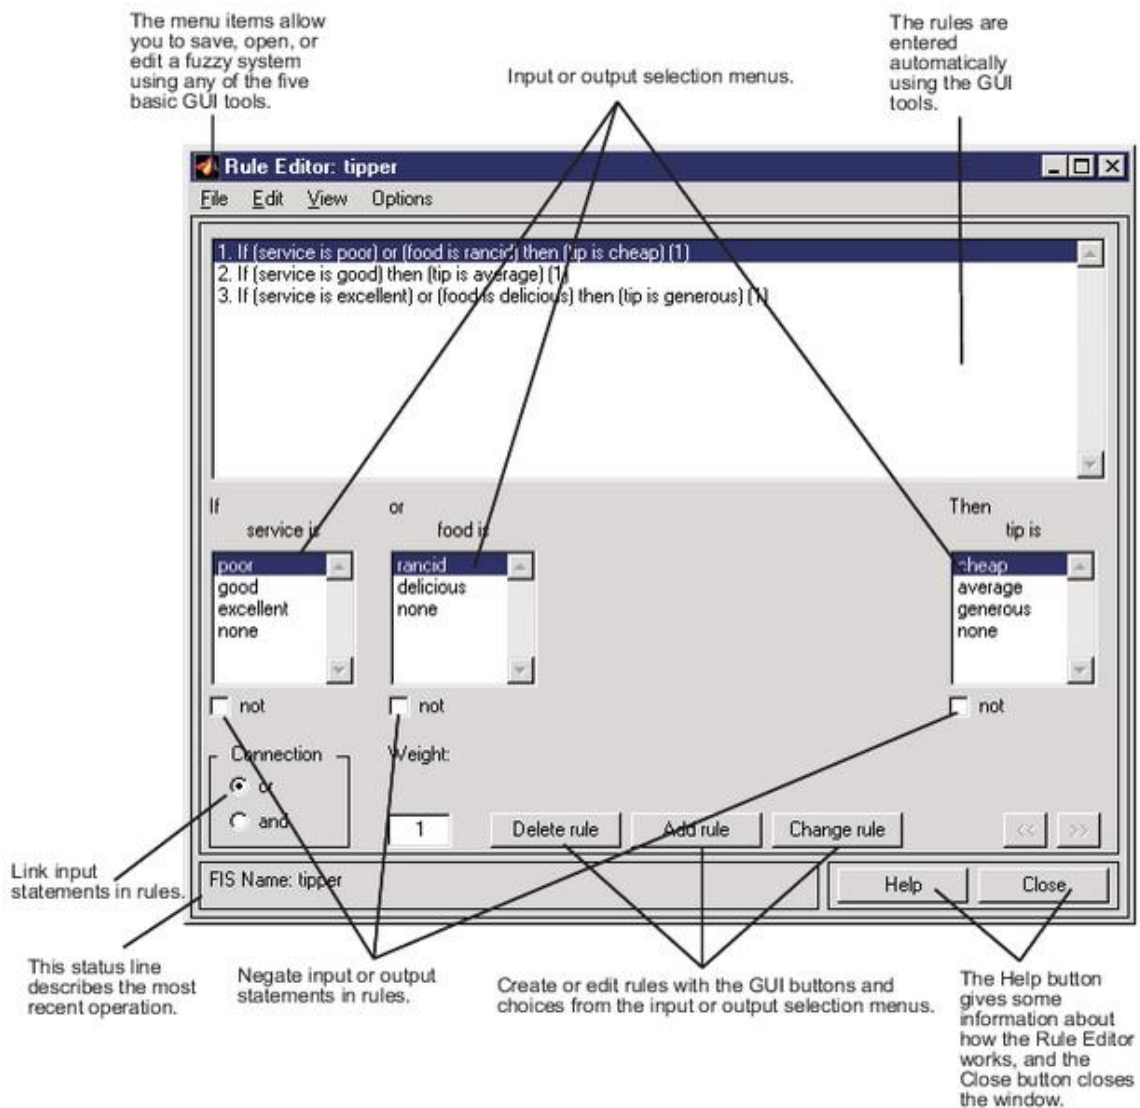 The menu items allow
you to save, open, or
edit a fuzzy system
using any of the five
basic GUI tools.
Input or output selection menus.
The rules are
entered
automatically
using the GUI
tools.
Rule Editor: tipper
File Edit View Options
1. If (service is poor) or (food is rancid) then (tip is cheap) (1)
2. If (service is good) then (tip is average) (1)
3. If (service is excellent) or (food is delicious) then (tip is generous) (1)
If
service is
or
food is
Then
tip is
poor
good
excellent
none
rancid
delicious
none
cheap
average
generous
none
not
not
not
Connection
or
and
Weight:
1
Delete rule
Add rule
Change rule
<<
>>
FIS Name: tipper
Help
Close
Link input
statements in rules.
This status line
describes the most
recent operation.
Negate input or output
statements in rules.
Create or edit rules with the GUI buttons and
choices from the input or output selection menus.
The Help button
gives some
information about
how the Rule Editor
works, and the
Close button closes
the window.